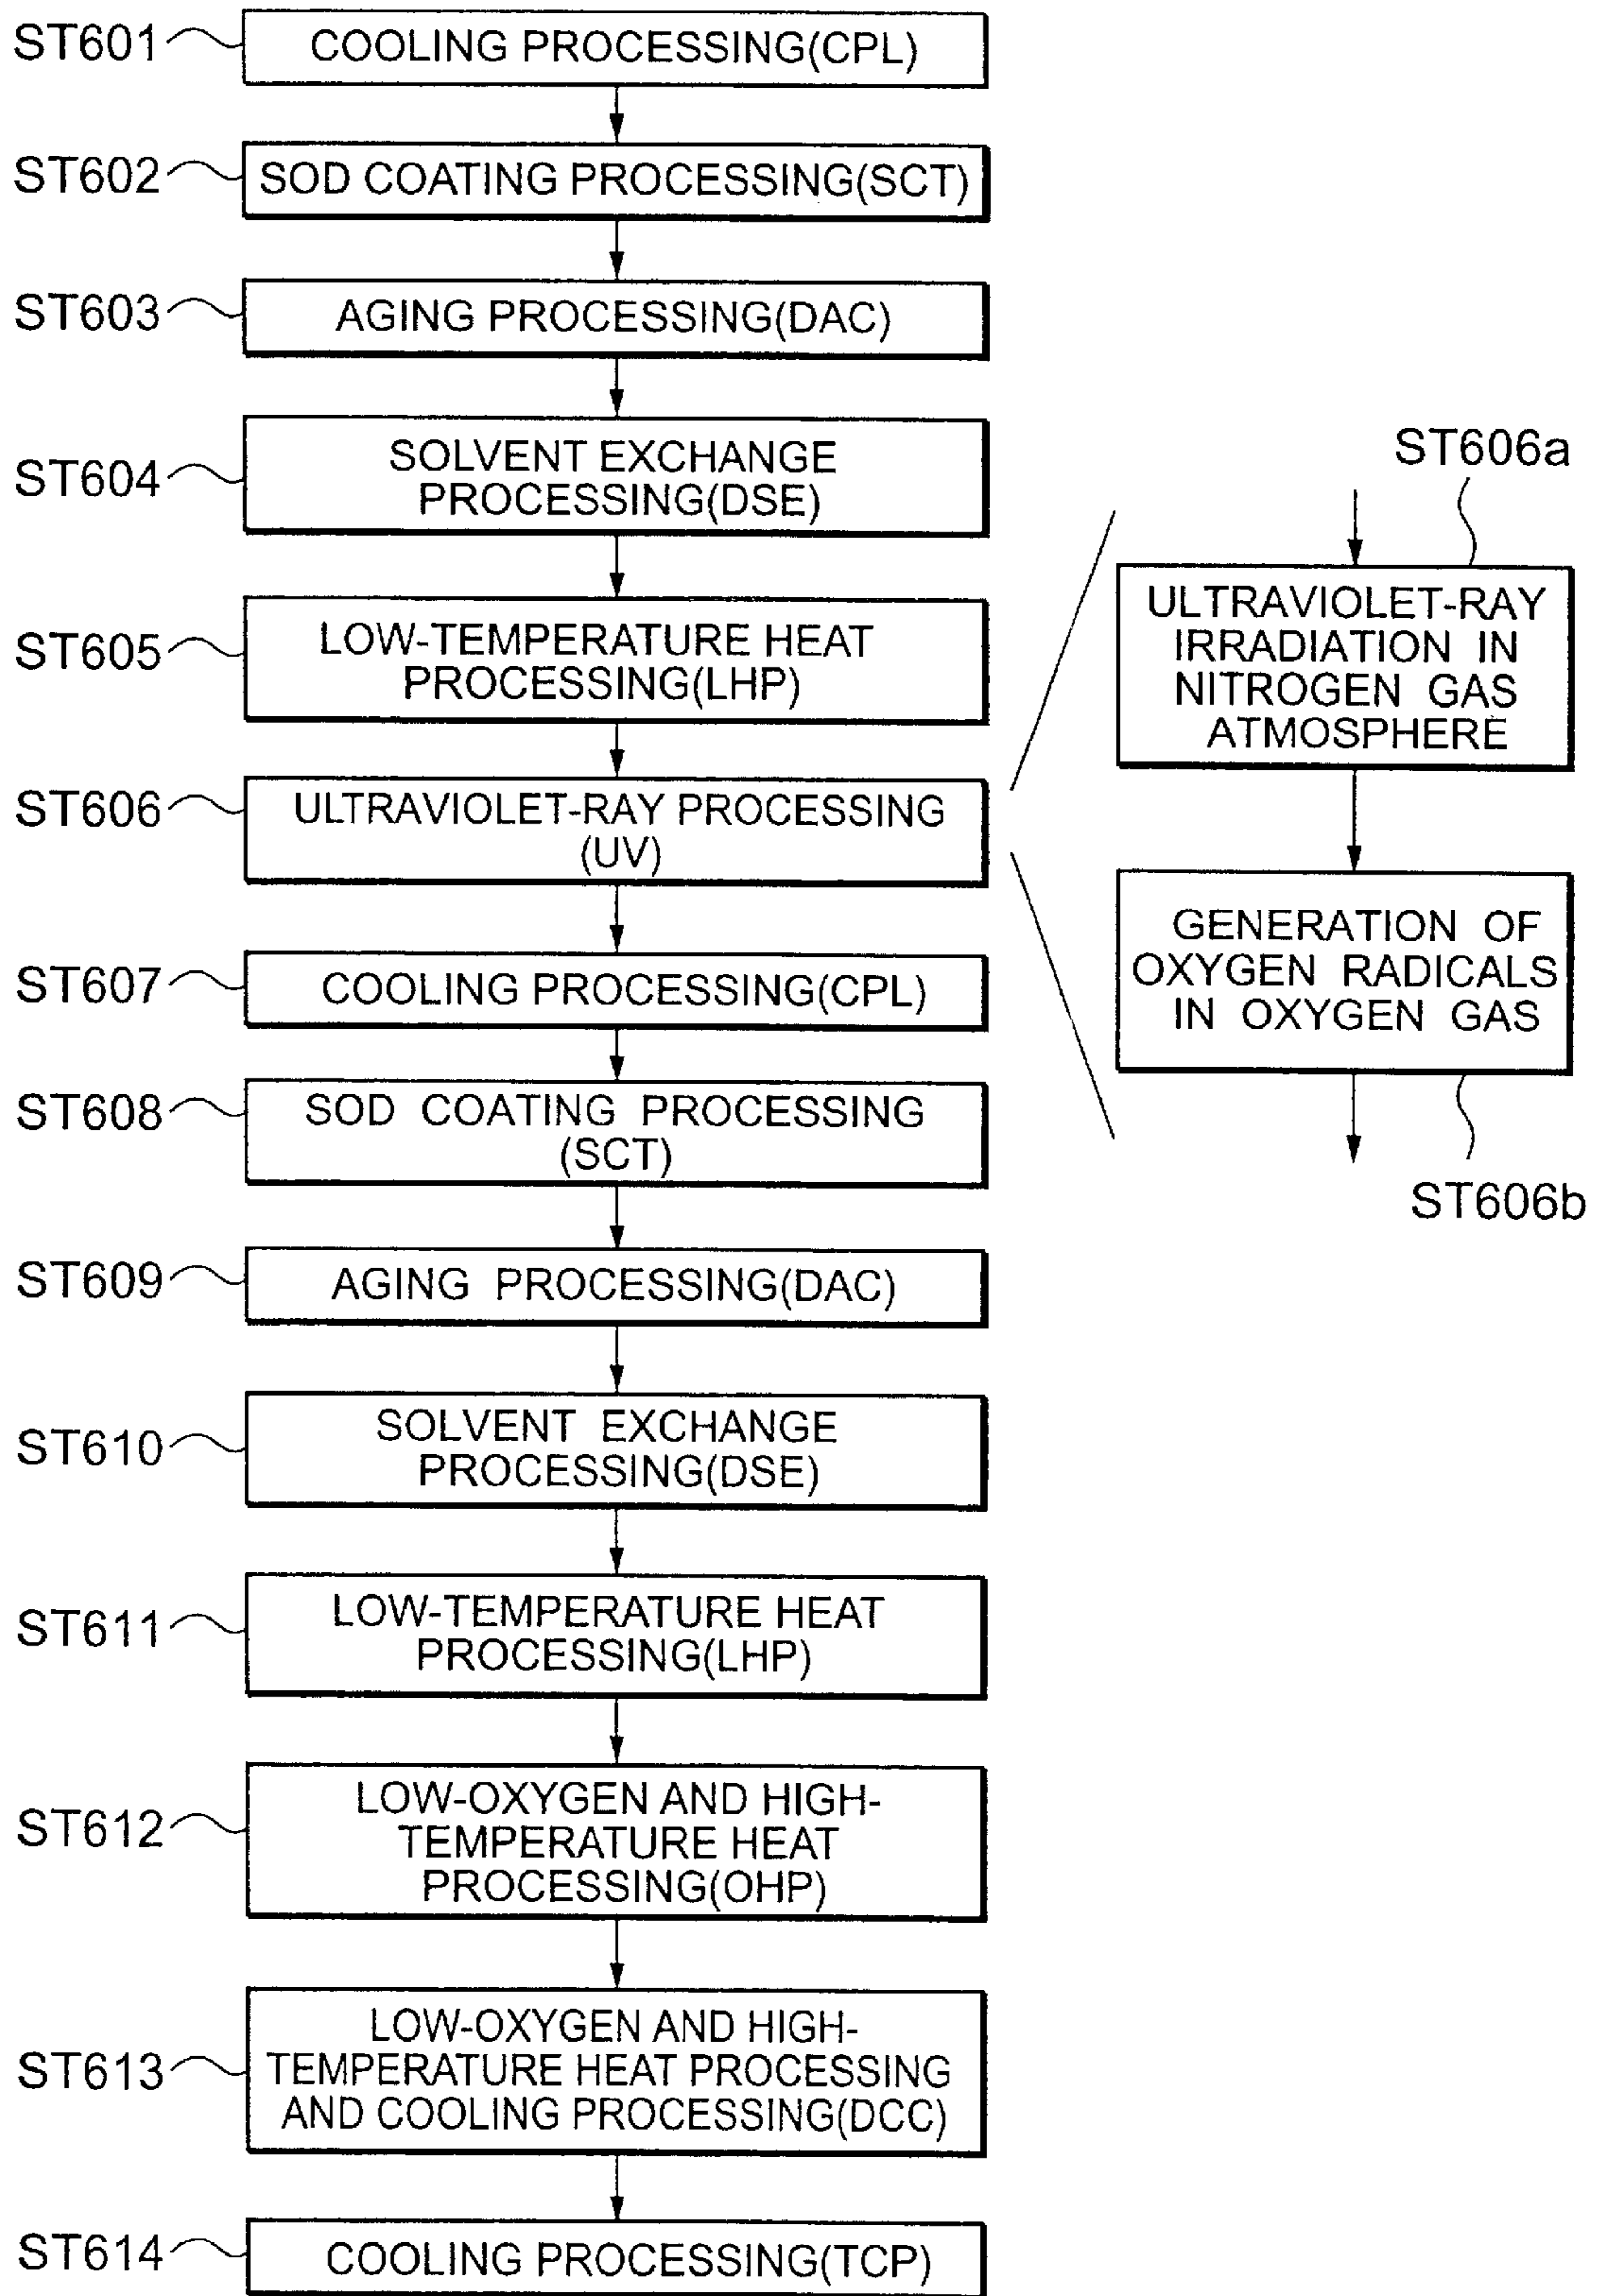 ST601
COOLING PROCESSING(CPL)
ST602
SOD COATING PROCESSING(SCT)
ST603
AGING PROCESSING(DAC)
ST604
SOLVENT EXCHANGE
PROCESSING(DSE)
ST605
LOW-TEMPERATURE HEAT
PROCESSING(LHP)
ST606
ULTRAVIOLET-RAY PROCESSING
(UV)
ST606a
ULTRAVIOLET-RAY
IRRADIATION IN
NITROGEN GAS
ATMOSPHERE
GENERATION OF
OXYGEN RADICALS
IN OXYGEN GAS
ST606b
ST607
COOLING PROCESSING(CPL)
ST608
SOD COATING PROCESSING
(SCT)
ST609
AGING PROCESSING(DAC)
ST610
SOLVENT EXCHANGE
PROCESSING(DSE)
ST611
LOW-TEMPERATURE HEAT
PROCESSING(LHP)
ST612
LOW-OXYGEN AND HIGH-
TEMPERATURE HEAT
PROCESSING(OHP)
ST613
LOW-OXYGEN AND HIGH-
TEMPERATURE HEAT PROCESSING
AND COOLING PROCESSING(DCC)
ST614
COOLING PROCESSING(TCP)